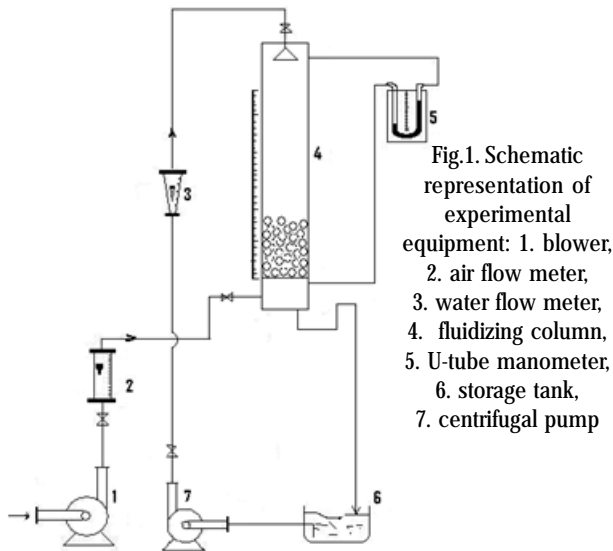 4
5
3
2
1
7
6
Fig.1. Schematic
representation of
experimental
equipment: 1. blower,
2. air flow meter,
3. water flow meter,
4. fluidizing column,
5. U-tube manometer,
6. storage tank,
7. centrifugal pump